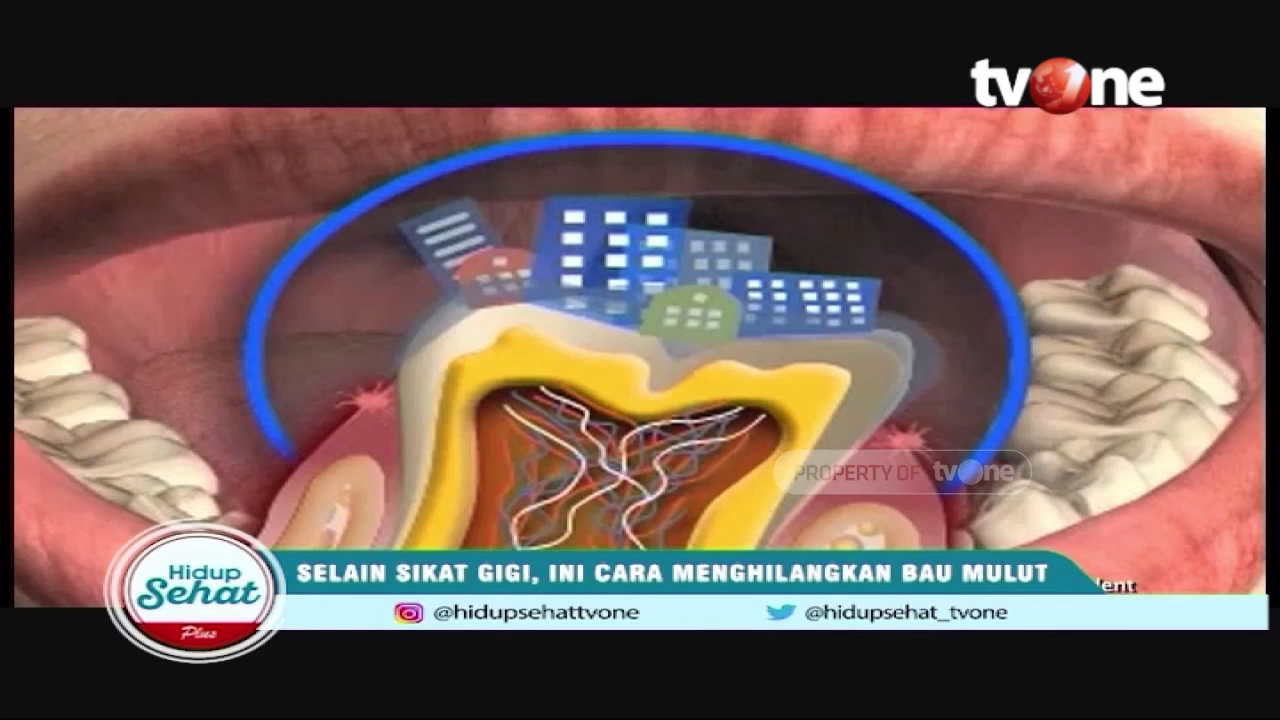 tvOne
PROPERTY OF tvOne
SELAIN SIKAT GIGI, INI CARA MENGHILANGKAN BAU MULUT
Hidup
Sehat
Plus
@hidupsehattvone
@hidupsehat_tvone